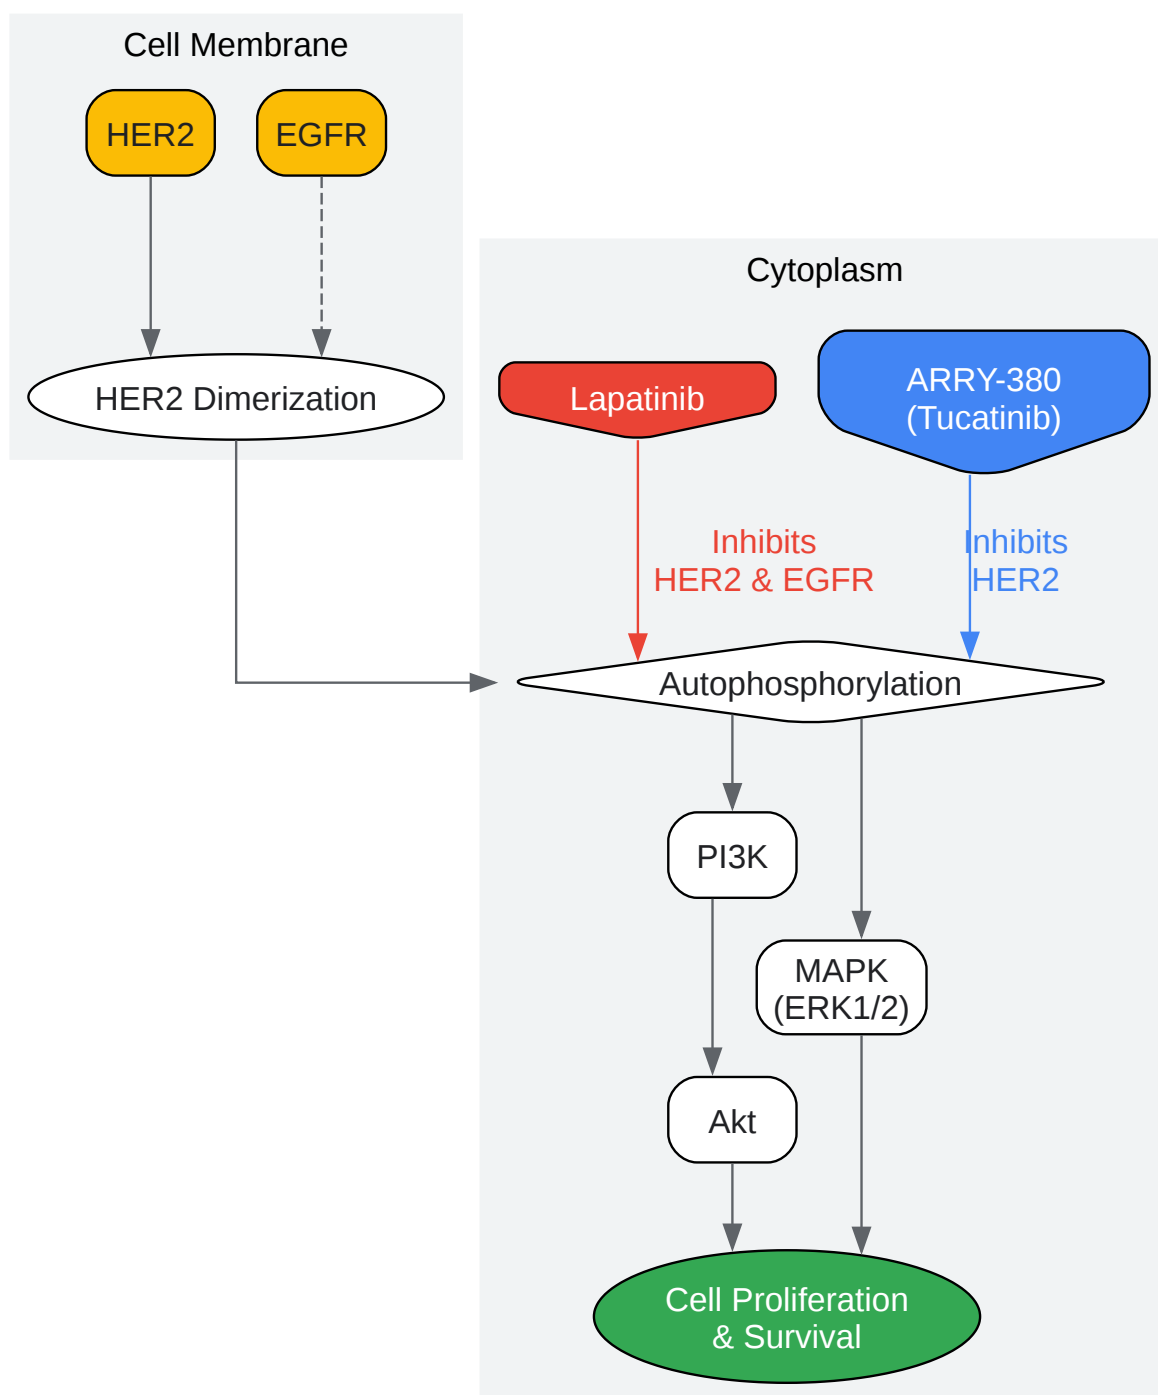 Cell Membrane
HER2
EGFR
HER2 Dimerization
Cytoplasm
Lapatinib
ARRY-380
(Tucatinib)
Inhibits
HER2 & EGFR
Inhibits
HER2
Autophosphorylation
PI3K
MAPK
(ERK1/2)
Akt
Cell Proliferation
& Survival